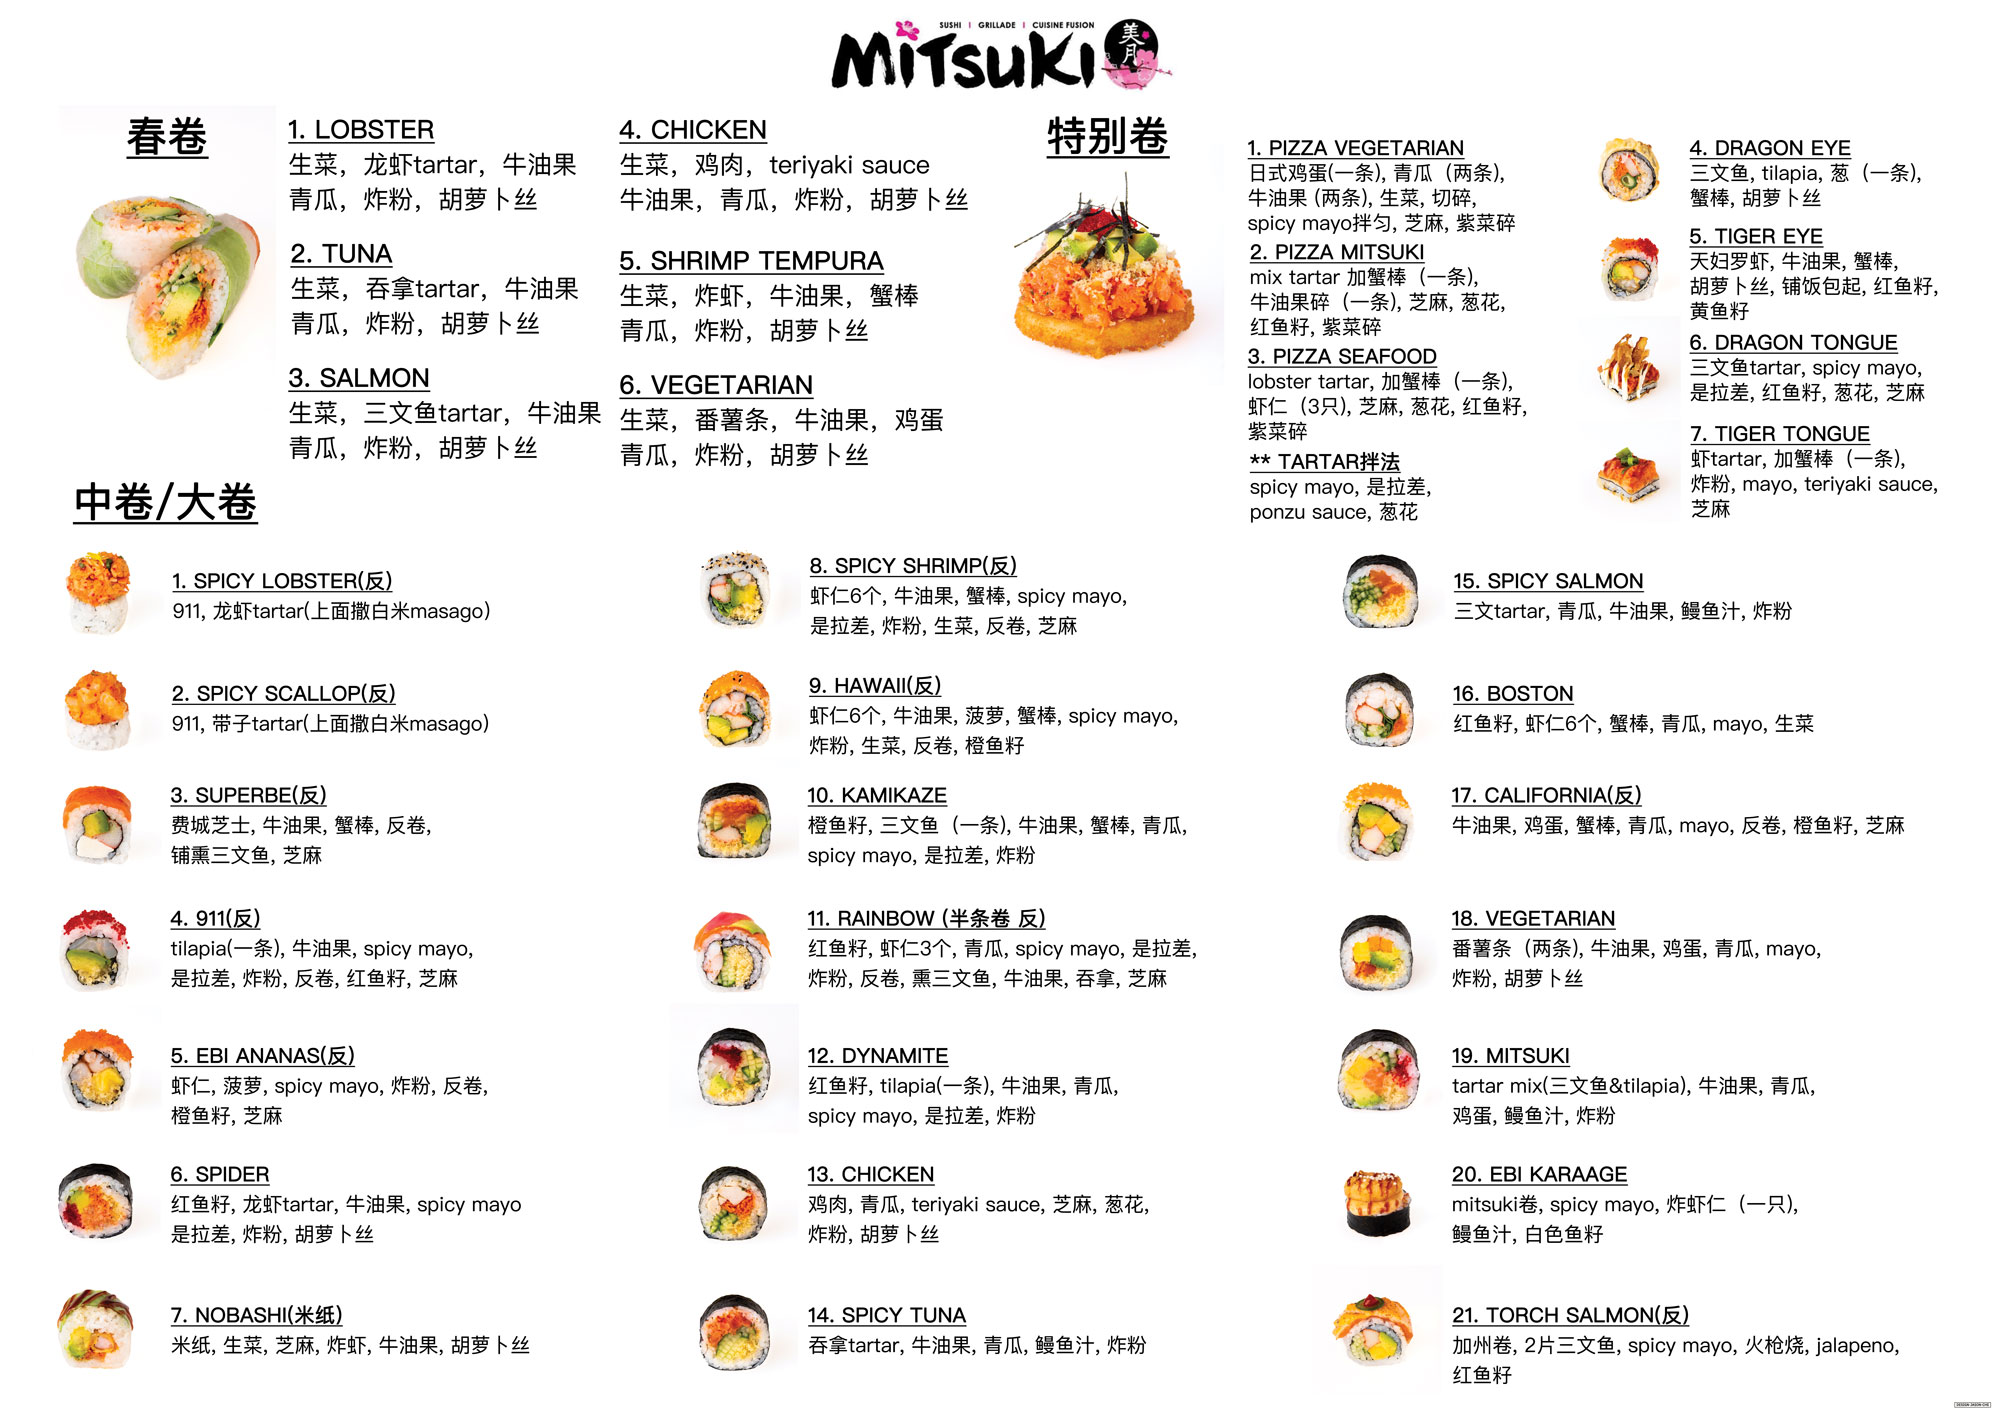 SUSHI | GRILLADE | CUISINE FUSION
MITSUKI
美月
春卷
1. LOBSTER
生菜，龙虾tartar，牛油果
青瓜，炸粉，胡萝卜丝
2. TUNA
生菜，吞拿tartar，牛油果
青瓜，炸粉，胡萝卜丝
3. SALMON
生菜，三文鱼tartar，牛油果
青瓜，炸粉，胡萝卜丝
4. CHICKEN
生菜，鸡肉，teriyaki sauce
牛油果，青瓜，炸粉，胡萝卜丝
5. SHRIMP TEMPURA
生菜，炸虾，牛油果，蟹棒
青瓜，炸粉，胡萝卜丝
6. VEGETARIAN
生菜，番薯条，牛油果，鸡蛋
青瓜，炸粉，胡萝卜丝
特别卷
1. PIZZA VEGETARIAN
日式鸡蛋(一条), 青瓜（两条),
牛油果 (两条), 生菜, 切碎,
spicy mayo拌匀, 芝麻, 紫菜碎
2. PIZZA MITSUKI
mix tartar 加蟹棒（一条),
牛油果碎（一条), 芝麻, 葱花,
红鱼籽, 紫菜碎
3. PIZZA SEAFOOD
lobster tartar, 加蟹棒（一条),
虾仁（3只), 芝麻, 葱花, 红鱼籽,
紫菜碎
** TARTAR拌法
spicy mayo, 是拉差,
ponzu sauce, 葱花
4. DRAGON EYE
三文鱼, tilapia, 葱（一条),
蟹棒, 胡萝卜丝
5. TIGER EYE
天妇罗虾, 牛油果, 蟹棒,
胡萝卜丝, 铺饭包起, 红鱼籽,
黄鱼籽
6. DRAGON TONGUE
三文鱼tartar, spicy mayo,
是拉差, 红鱼籽, 葱花, 芝麻
7. TIGER TONGUE
虾tartar, 加蟹棒（一条),
炸粉, mayo, teriyaki sauce,
芝麻
中卷/大卷
1. SPICY LOBSTER(反)
911, 龙虾tartar(上面撒白米masago)
2. SPICY SCALLOP(反)
911, 带子tartar(上面撒白米masago)
3. SUPERBE(反)
费城芝士, 牛油果, 蟹棒, 反卷,
铺熏三文鱼, 芝麻
4. 911(反)
tilapia(一条), 牛油果, spicy mayo,
是拉差, 炸粉, 反卷, 红鱼籽, 芝麻
5. EBI ANANAS(反)
虾仁, 菠萝, spicy mayo, 炸粉, 反卷,
橙鱼籽, 芝麻
6. SPIDER
红鱼籽, 龙虾tartar, 牛油果, spicy mayo
是拉差, 炸粉, 胡萝卜丝
7. NOBASHI(米纸)
米纸, 生菜, 芝麻, 炸虾, 牛油果, 胡萝卜丝
8. SPICY SHRIMP(反)
虾仁6个, 牛油果, 蟹棒, spicy mayo,
是拉差, 炸粉, 生菜, 反卷, 芝麻
9. HAWAII(反)
虾仁6个, 牛油果, 菠萝, 蟹棒, spicy mayo,
炸粉, 生菜, 反卷, 橙鱼籽
10. KAMIKAZE
橙鱼籽, 三文鱼（一条), 牛油果, 蟹棒, 青瓜,
spicy mayo, 是拉差, 炸粉
11. RAINBOW (半条卷 反)
红鱼籽, 虾仁3个, 青瓜, spicy mayo, 是拉差,
炸粉, 反卷, 熏三文鱼, 牛油果, 吞拿, 芝麻
12. DYNAMITE
红鱼籽, tilapia(一条), 牛油果, 青瓜,
spicy mayo, 是拉差, 炸粉
13. CHICKEN
鸡肉, 青瓜, teriyaki sauce, 芝麻, 葱花,
炸粉, 胡萝卜丝
14. SPICY TUNA
吞拿tartar, 牛油果, 青瓜, 鳗鱼汁, 炸粉
15. SPICY SALMON
三文tartar, 青瓜, 牛油果, 鳗鱼汁, 炸粉
16. BOSTON
红鱼籽, 虾仁6个, 蟹棒, 青瓜, mayo, 生菜
17. CALIFORNIA(反)
牛油果, 鸡蛋, 蟹棒, 青瓜, mayo, 反卷, 橙鱼籽, 芝麻
18. VEGETARIAN
番薯条（两条), 牛油果, 鸡蛋, 青瓜, mayo,
炸粉, 胡萝卜丝
19. MITSUKI
tartar mix(三文鱼&tilapia), 牛油果, 青瓜,
鸡蛋, 鳗鱼汁, 炸粉
20. EBI KARAAGE
mitsuki卷, spicy mayo, 炸虾仁（一只),
鳗鱼汁, 白色鱼籽
21. TORCH SALMON(反)
加州卷, 2片三文鱼, spicy mayo, 火枪烧, jalapeno,
红鱼籽